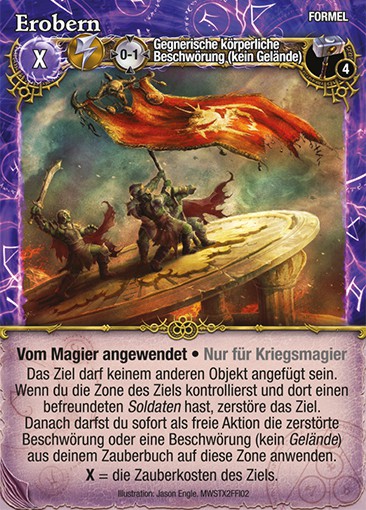 Erobern
FORMEL
X
0-1
Gegnerische körperliche
Beschwörung (kein Gelände)
4
Vom Magier angewendet • Nur für Kriegsmagier
Das Ziel darf keinem anderen Objekt angefügt sein.
Wenn du die Zone des Ziels kontrollierst und dort einen
befreundeten Soldaten hast, zerstöre das Ziel.
Danach darfst du sofort als freie Aktion die zerstörte
Beschwörung oder eine Beschwörung (kein Gelände)
aus deinem Zauberbuch auf diese Zone anwenden.
X = die Zauberkosten des Ziels.
Illustration: Jason Engle. MWSTX2FFI02